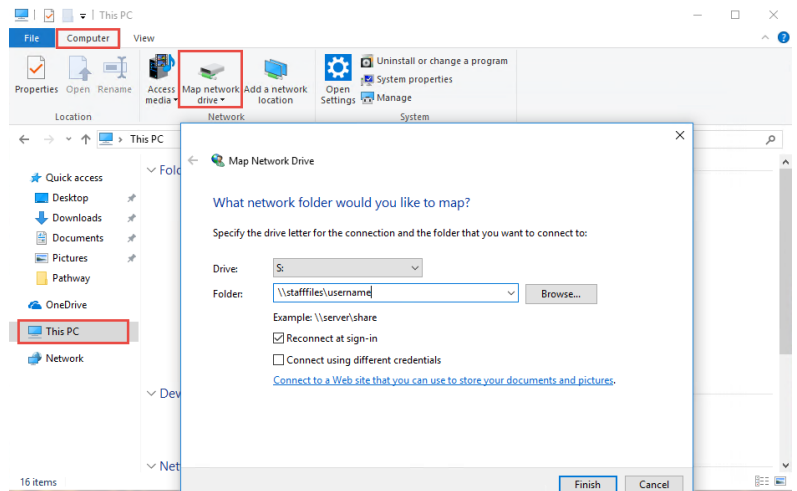 This PC
File Computer View
Properties Open Rename Access media Map network drive Add a network location Open Settings Uninstall or change a program
System properties
Manage
Location Network System
This PC
Quick access
Desktop
Downloads
Documents
Pictures
Pathway
OneDrive
This PC
Network
Fold
Dev
Net
Map Network Drive
What network folder would you like to map?
Specify the drive letter for the connection and the folder that you want to connect to:
Drive: S:
Folder: \\stafffiles\username Browse...
Example: \\server\share
Reconnect at sign-in
Connect using different credentials
Connect to a Web site that you can use to store your documents and pictures.
Finish Cancel
16 items